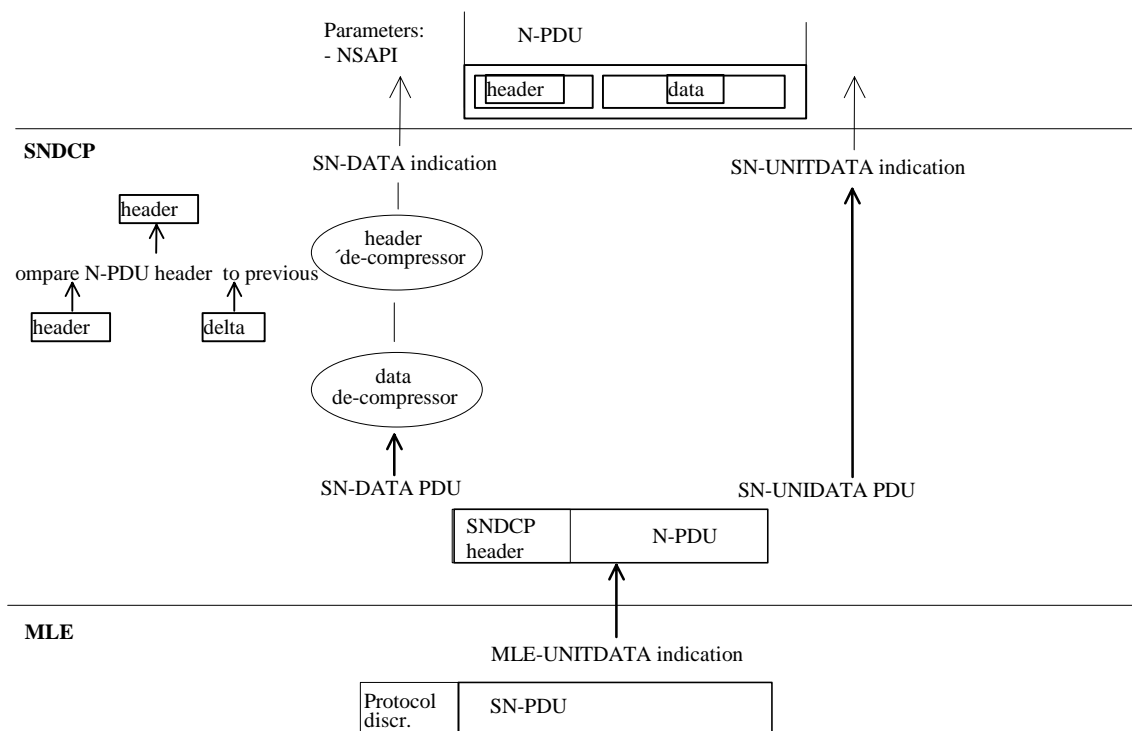 Parameters:
- NSAPI
N-PDU
header
data
SNDCP
SN-DATA indication
SN-UNITDATA indication
header
header
´de-compressor
ompare N-PDU header to previous
header
delta
data
de-compressor
SN-DATA PDU
SN-UNIDATA PDU
SNDCP
header
N-PDU
MLE
MLE-UNITDATA indication
Protocol
discr.
SN-PDU